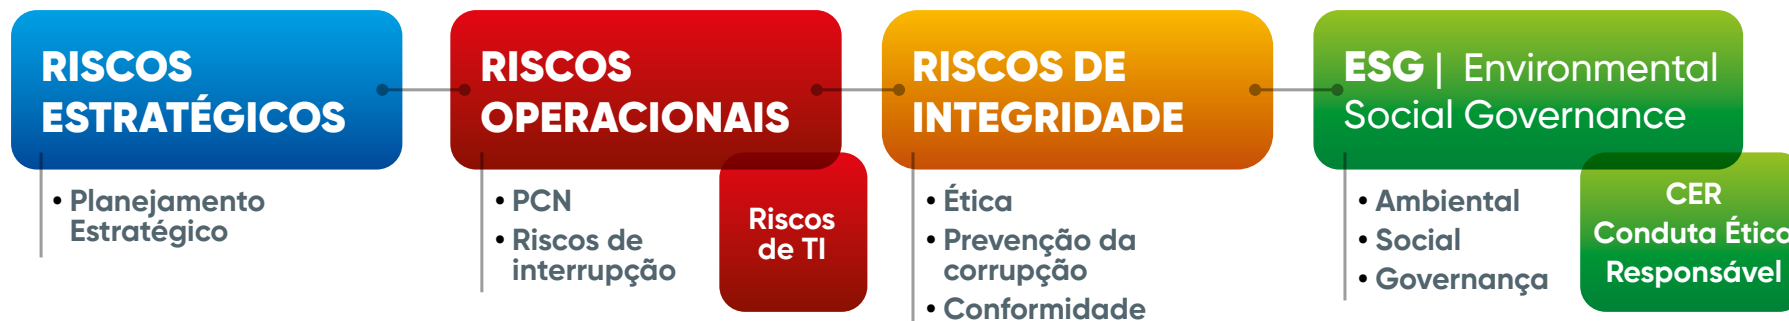 RISCOS
ESTRATÉGICOS
• Planejamento
Estratégico
RISCOS
OPERACIONAIS
• PCN
• Riscos de
interrupção
Riscos
de TI
RISCOS DE
INTEGRIDADE
• Ética
• Prevenção da
corrupção
• Conformidade
ESG | Environmental
Social Governance
• Ambiental
• Social
• Governança
CER
Conduta Ética
Responsável